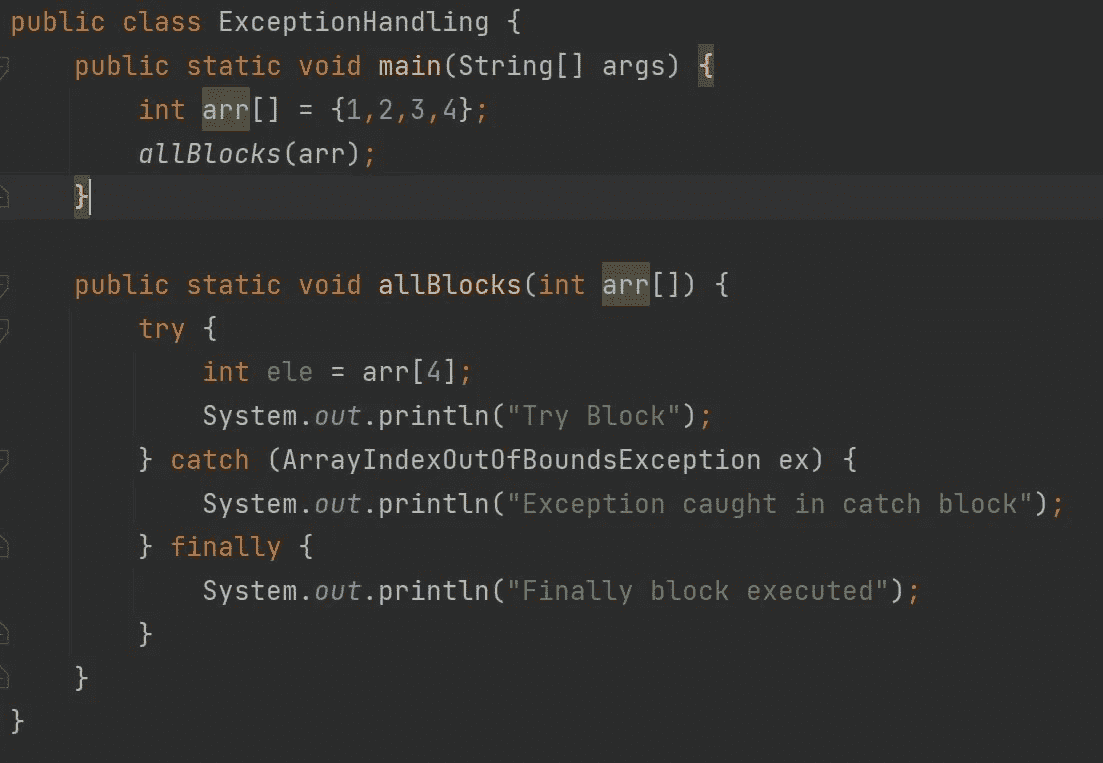 public class ExceptionHandling {
    public static void main(String[] args) {
        int arr[] = {1,2,3,4};
        allBlocks(arr);
    }

    public static void allBlocks(int arr[]) {
        try {
            int ele = arr[4];
            System.out.println("Try Block");
        } catch (ArrayIndexOutOfBoundsException ex) {
            System.out.println("Exception caught in catch block");
        } finally {
            System.out.println("Finally block executed");
        }
    }
}